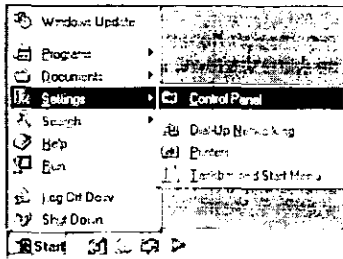 Windows Update
Programs
Documents
Settings
Control Panel
Search
Dial-Up Networking
Help
Printers
Run
Taskbar and Start Menu
Log Off
Shut Down
Start